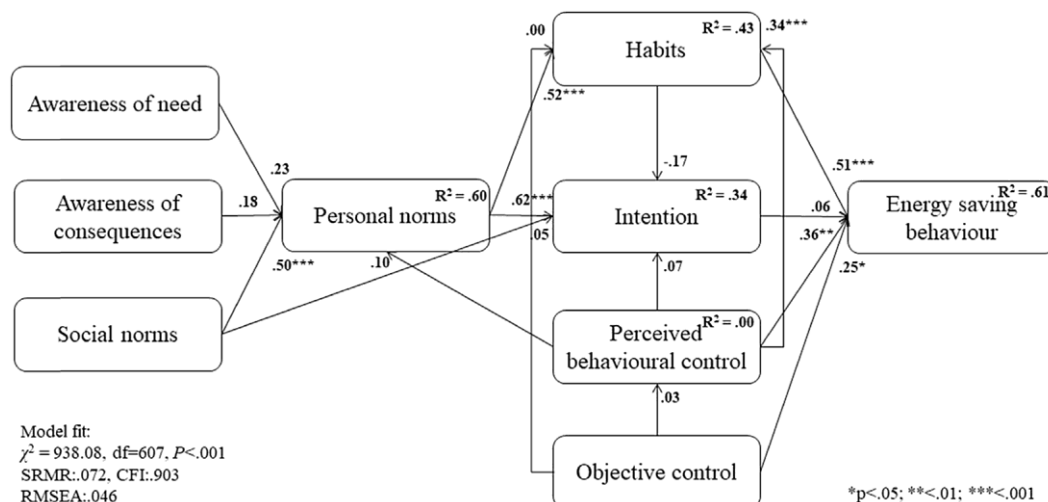 .00
R² = .43
.34***
Habits
Awareness of need
.52***
.23
-.17
.51***
Awareness of
consequences
.18
R² = .60
Personal norms
.62***
.05
R² = .34
Intention
.06
R² = .61
Energy saving
behaviour
.36**
.25*
.50***
.10
.07
Social norms
R² = .00
Perceived
behavioural control
.03
Objective control
Model fit:
χ² = 938.08, df=607, P<.001
SRMR:.072, CFI:.903
RMSEA:.046
*p<.05; **<.01; ***<.001